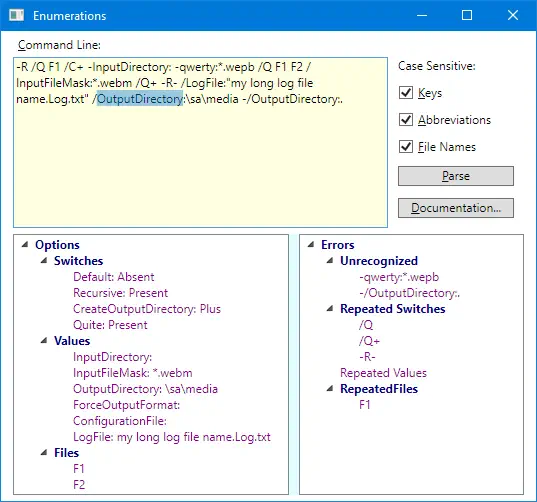 Enumerations
Command Line:
-R /Q F1 /C+ -InputDirectory: -qwerty:*.wepb /Q F1 F2 /
InputFileMask:*.webm /Q+ -R- /LogFile:"my long log file
name.Log.txt" /OutputDirectory:\sa\media -/OutputDirectory:.
Case Sensitive:
Keys
Abbreviations
File Names
Parse
Documentation...
Options
Switches
Default: Absent
Recursive: Present
CreateOutputDirectory: Plus
Quite: Present
Values
InputDirectory:
InputFileMask: *.webm
OutputDirectory: \sa\media
ForceOutputFormat:
ConfigurationFile:
LogFile: my long log file name.Log.txt
Files
F1
F2
Errors
Unrecognized
-qwerty:*.wepb
-/OutputDirectory:.
Repeated Switches
/Q
/Q+
-R-
Repeated Values
RepeatedFiles
F1